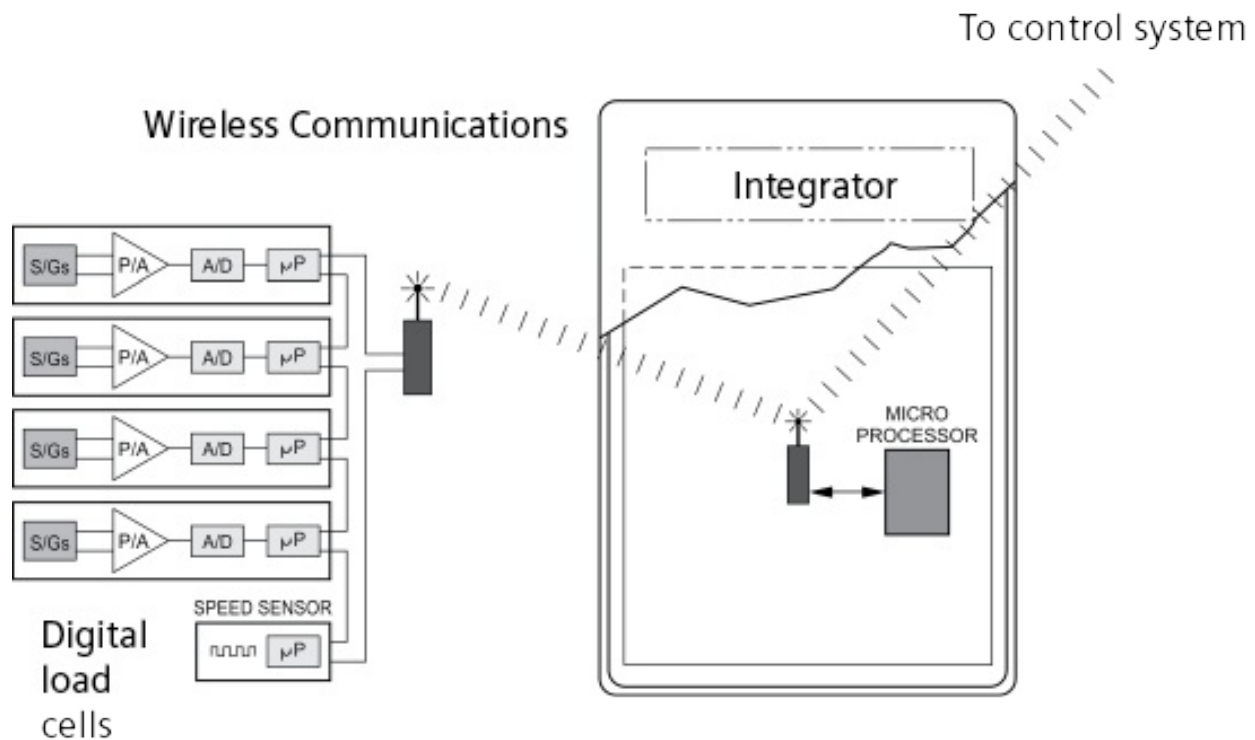 To control system
Wireless Communications
Integrator
S/Gs P/A A/D µP
S/Gs P/A A/D µP
S/Gs P/A A/D µP
S/Gs P/A A/D µP
MICRO
PROCESSOR
SPEED SENSOR
µP
Digital
load
cells